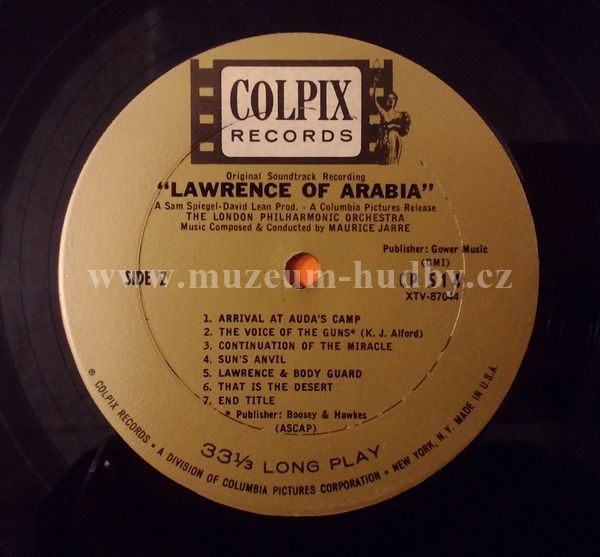 COLPIX
RECORDS
Original Soundtrack Recording
"LAWRENCE OF ARABIA"
A Sam Spiegel-David Lean Prod. - A Columbia Pictures Release
THE LONDON PHILHARMONIC ORCHESTRA
Music Composed & Conducted by MAURICE JARRE
Publisher: Gower Music
(BMI)
www.muzeum-hudby.cz
SIDE 2
CP 514
XTV-87044
1. ARRIVAL AT AUDA'S CAMP
2. THE VOICE OF THE GUNS* (K. J. Alford)
3. CONTINUATION OF THE MIRACLE
4. SUN'S ANVIL
5. LAWRENCE & BODY GUARD
6. THAT IS THE DESERT
7. END TITLE
* Publisher: Boosey & Hawkes
(ASCAP)
33⅓ LONG PLAY
® COLPIX RECORDS • A DIVISION OF COLUMBIA PICTURES CORPORATION • NEW YORK, N. Y. MADE IN U.S.A.